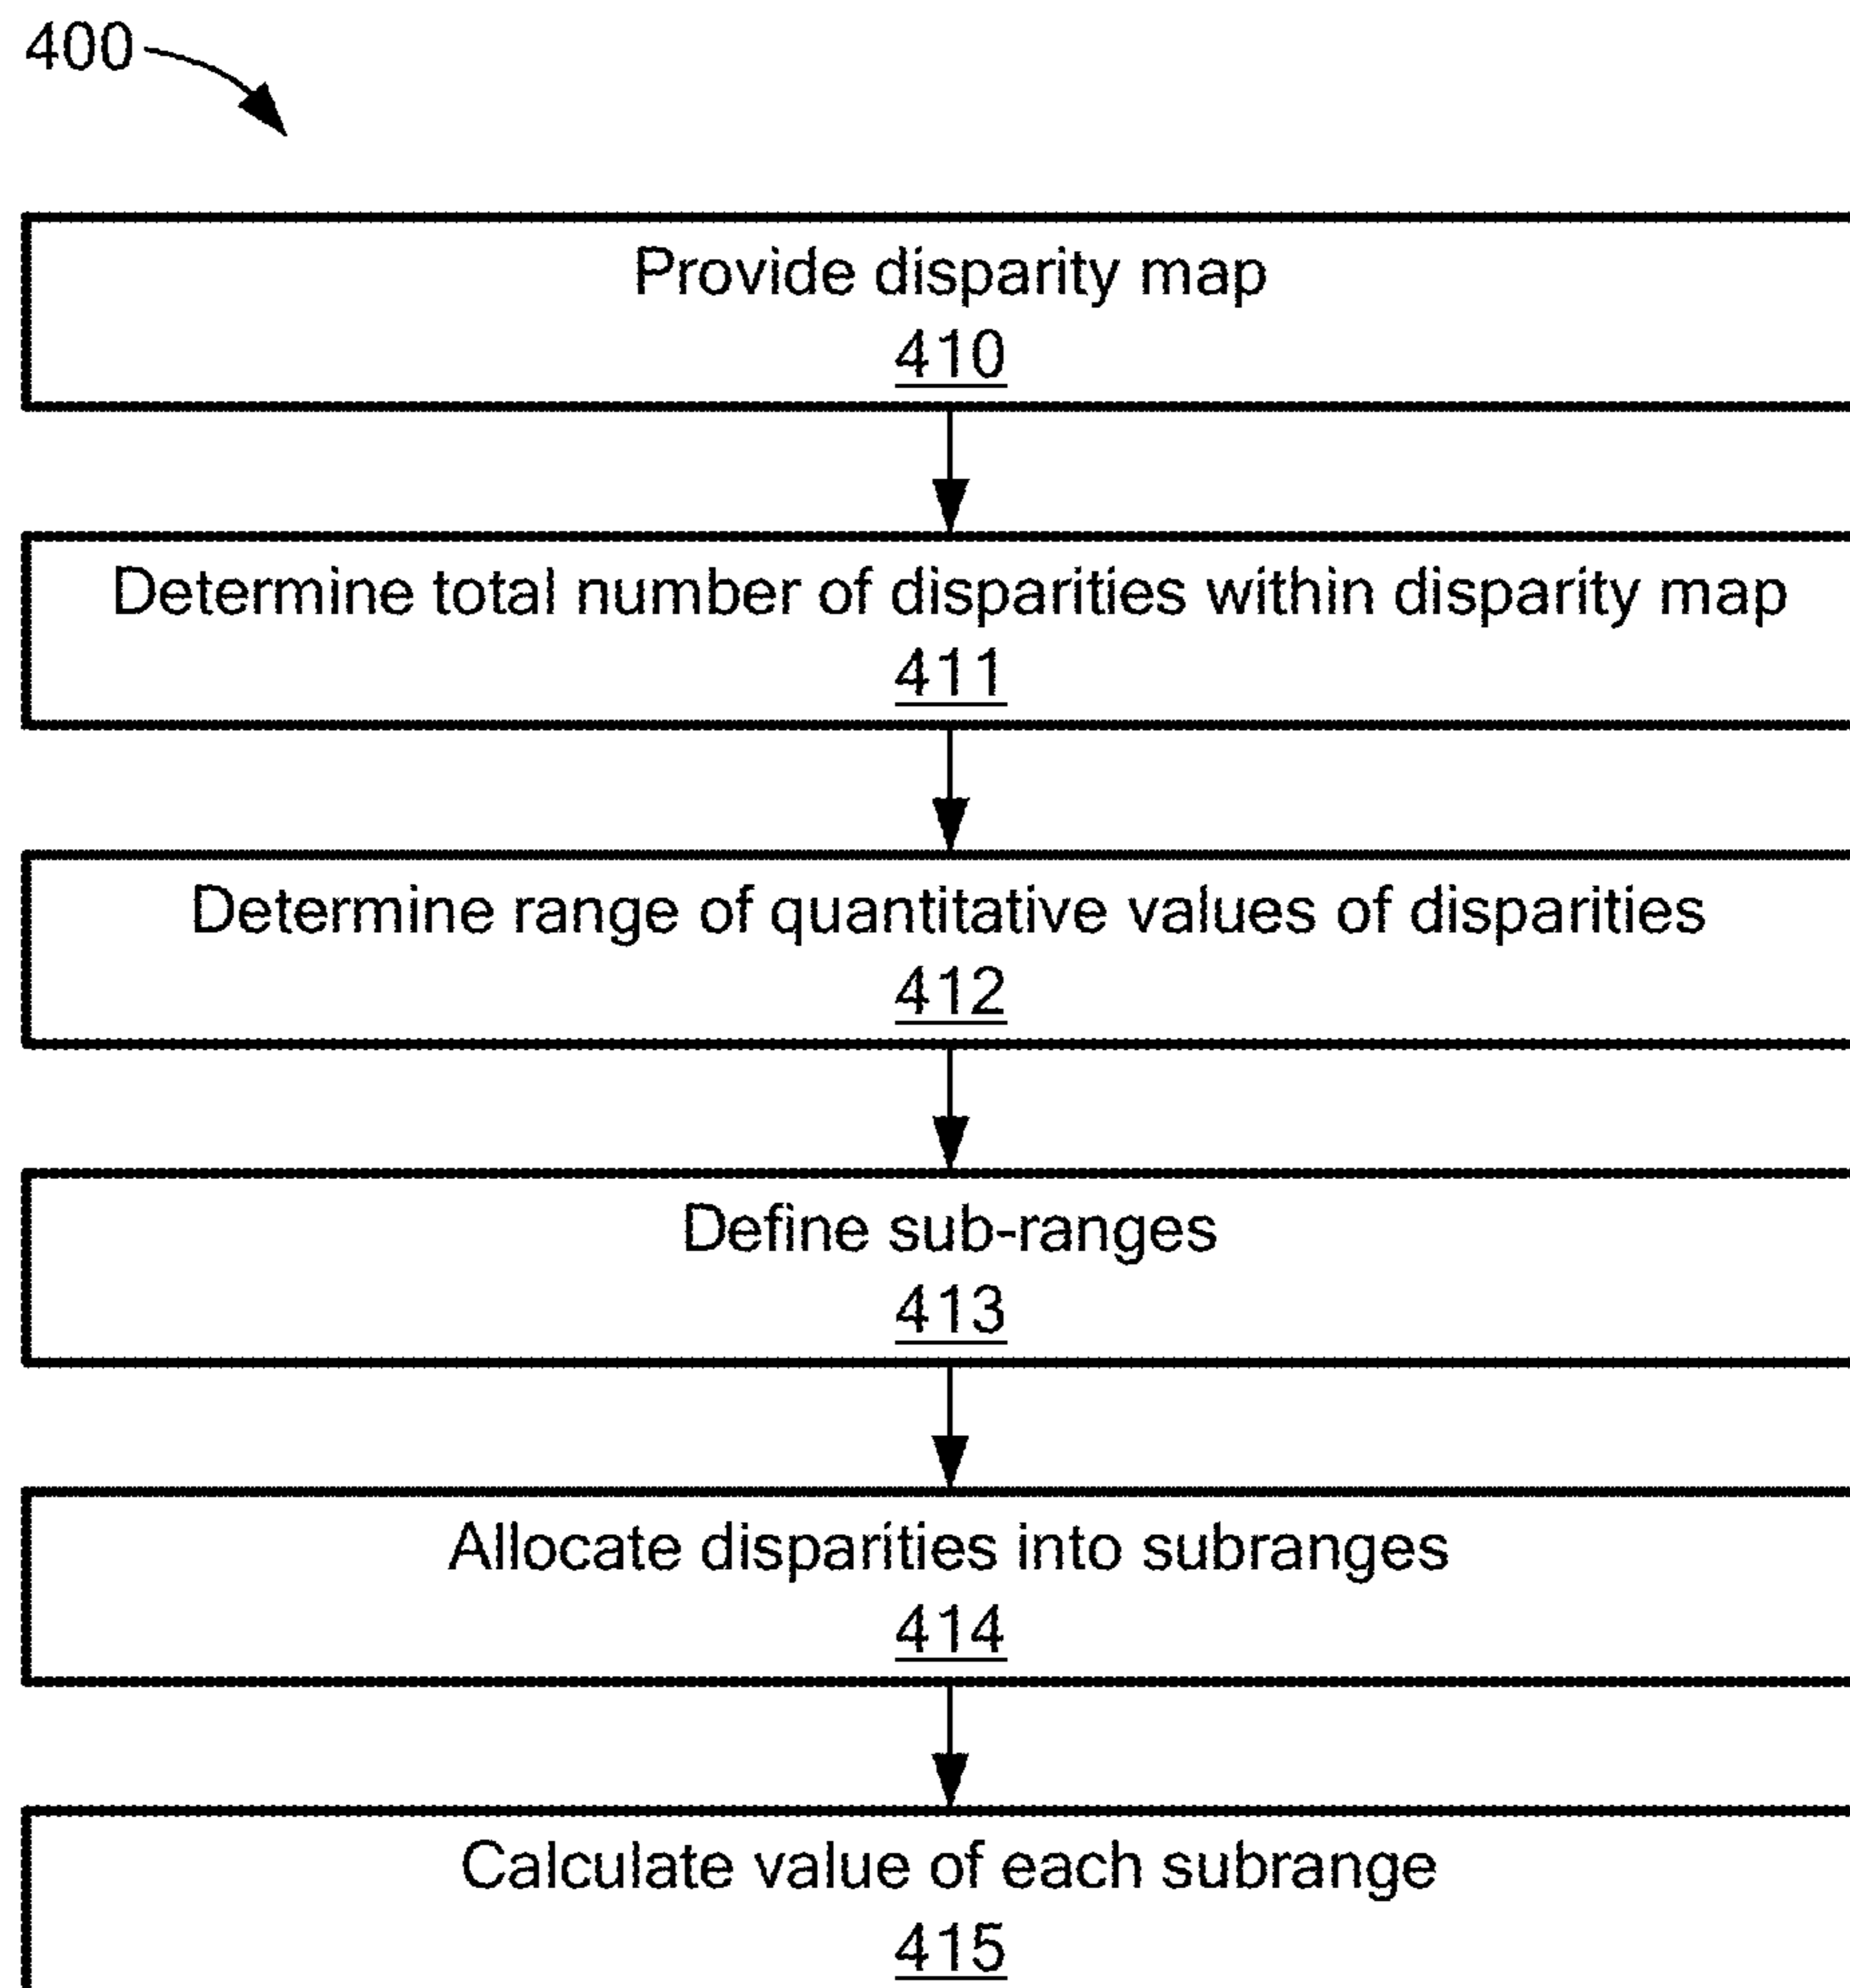 400
Provide disparity map
410
Determine total number of disparities within disparity map
411
Determine range of quantitative values of disparities
412
Define sub-ranges
413
Allocate disparities into subranges
414
Calculate value of each subrange
415